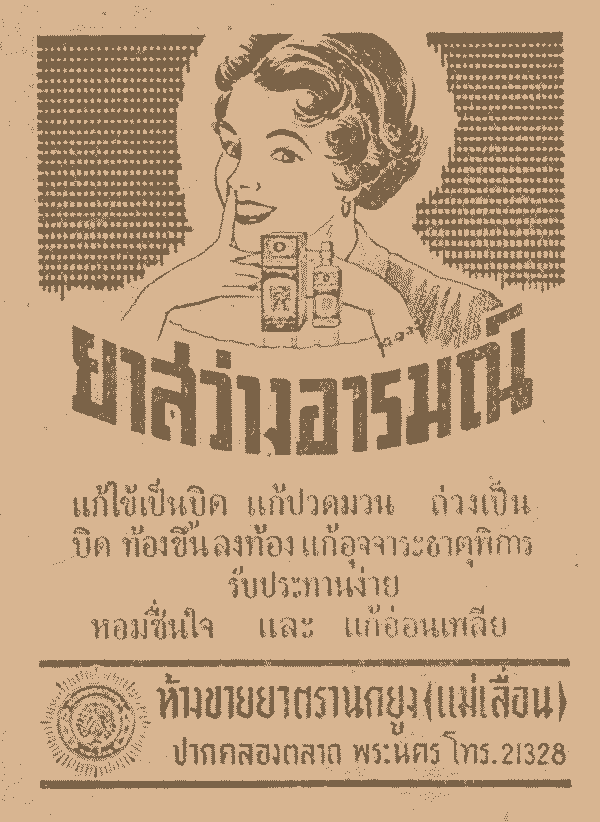 ยาสว่างอารมณ์
แก้ไข้เป็นบิด แก้ปวดมวน ถ่วงเป็น
บิด ท้องขึ้น ลงท้อง แก้อุจจาระธาตุพิการ
รับประทานง่าย
หอมชื่นใจ และ แก้อ่อนเพลีย
ห้างขายยาตรานกยูง (แม่เลื่อน)
ปากคลองตลาด พระนคร โทร. 21328